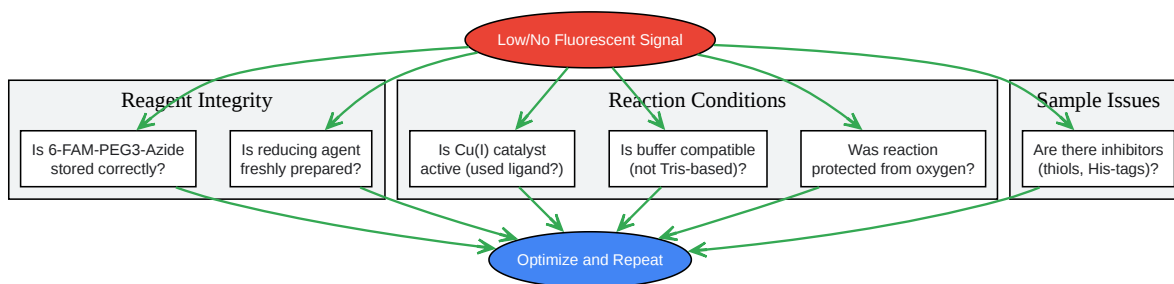 Low/No Fluorescent Signal
Reagent Integrity
Reaction Conditions
Sample Issues
Is 6-FAM-PEG3-Azide
stored correctly?
Is reducing agent
freshly prepared?
Is Cu(I) catalyst
active (used ligand?)
Is buffer compatible
(not Tris-based)?
Was reaction
protected from oxygen?
Are there inhibitors
(thiols, His-tags)?
Optimize and Repeat